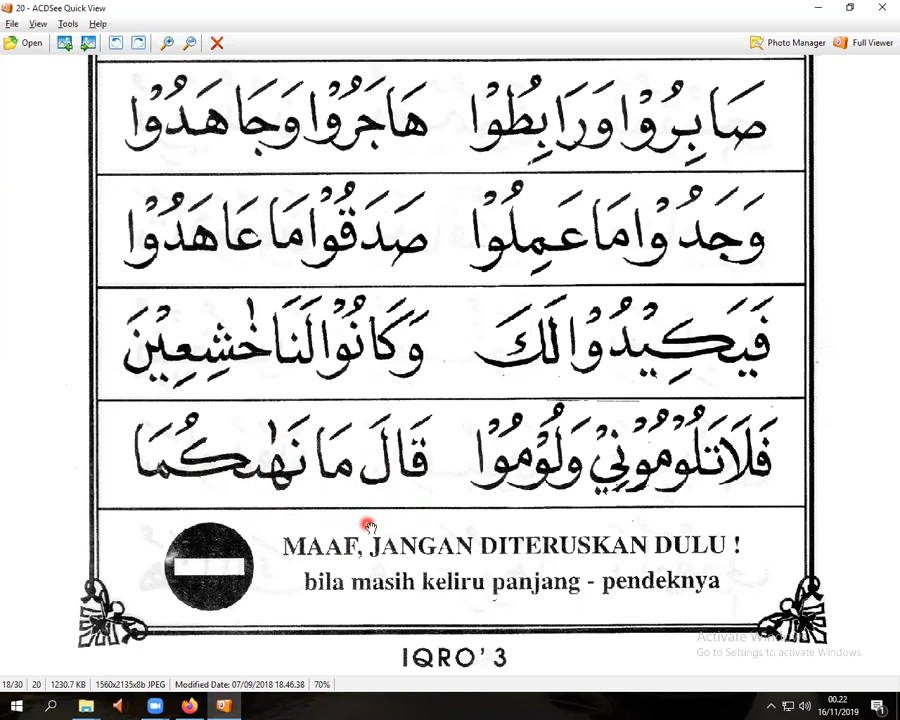 20 - ACDSee Quick View
File View Tools Help
Open Photo Manager Full Viewer
صَابِرُوْا وَرَابِطُوْا هَاجَرُوْا وَجَاهَدُوْا
وَجَدُوْا مَا عَمِلُوْا صَدَقُوْا مَا عَاهَدُوْا
فَيَكِيْدُوْا لَكَ وَكَانُوْا لَنَا خٰشِعِيْنَ
فَلَا تَلُوْمُوْنِيْ وَلُوْمُوْا قَالَ مَا نَهٰىكُمَا
MAAF, JANGAN DITERUSKAN DULU !
bila masih keliru panjang - pendeknya
IQRO' 3
Activate Windows
Go to Settings to activate Windows.
18/30 20 1230.7 KB 1560x2135x8b JPEG Modified Date: 07/09/2018 18.46.38 70%
00.22
16/11/2019
1